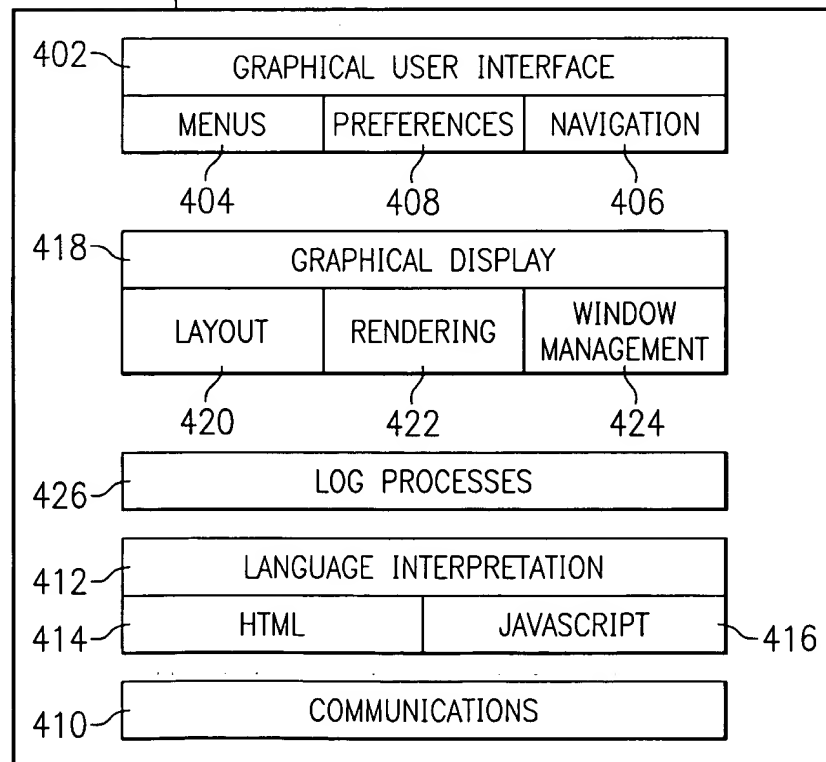 402
GRAPHICAL USER INTERFACE
MENUS PREFERENCES NAVIGATION
404 408 406
418
GRAPHICAL DISPLAY
LAYOUT RENDERING WINDOW MANAGEMENT
420 422 424
426
LOG PROCESSES
412
LANGUAGE INTERPRETATION
414 HTML JAVASCRIPT 416
410
COMMUNICATIONS